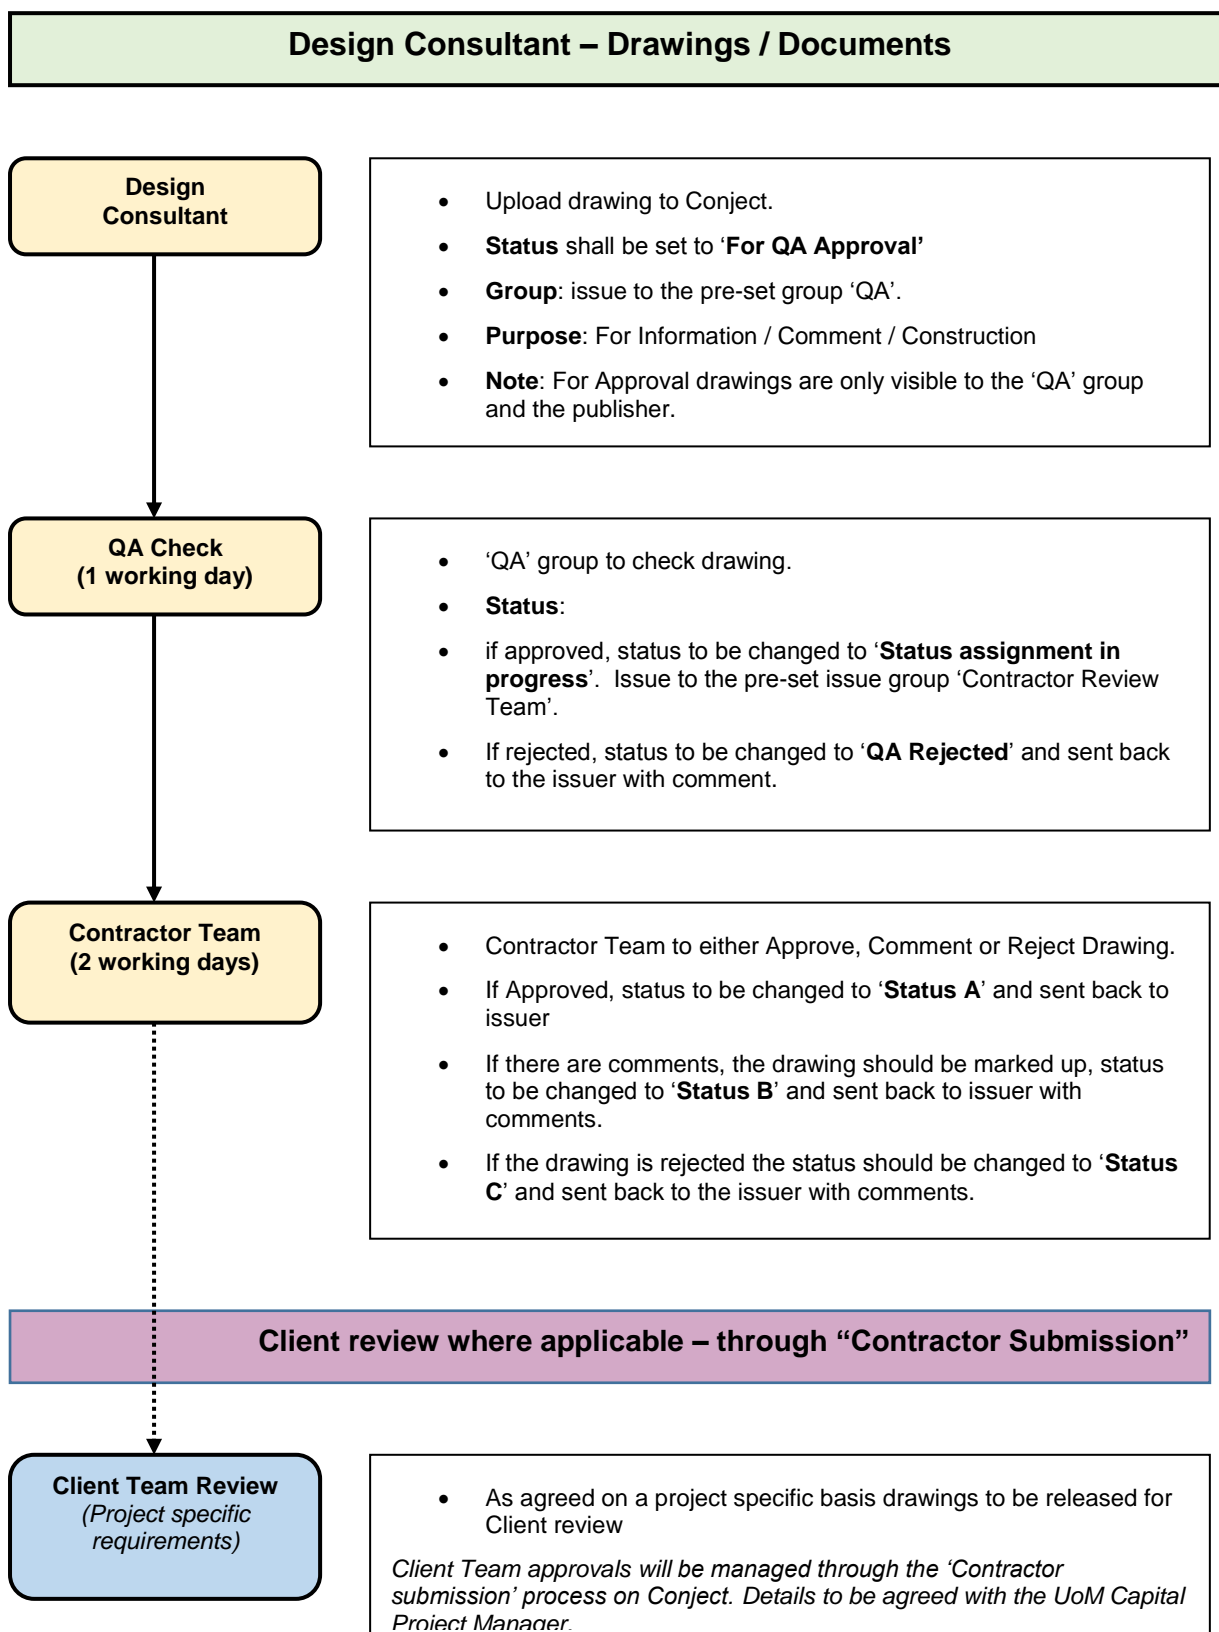 Design Consultant – Drawings / Documents
Design
Consultant
• Upload drawing to Conject.
• Status shall be set to ‘For QA Approval’
• Group: issue to the pre-set group ‘QA’.
• Purpose: For Information / Comment / Construction
• Note: For Approval drawings are only visible to the ‘QA’ group
and the publisher.
QA Check
(1 working day)
• ‘QA’ group to check drawing.
• Status:
• if approved, status to be changed to ‘Status assignment in
progress’. Issue to the pre-set issue group ‘Contractor Review
Team’.
• If rejected, status to be changed to ‘QA Rejected’ and sent back
to the issuer with comment.
Contractor Team
(2 working days)
• Contractor Team to either Approve, Comment or Reject Drawing.
• If Approved, status to be changed to ‘Status A’ and sent back to
issuer
• If there are comments, the drawing should be marked up, status
to be changed to ‘Status B’ and sent back to issuer with
comments.
• If the drawing is rejected the status should be changed to ‘Status
C’ and sent back to the issuer with comments.
Client review where applicable – through “Contractor Submission”
Client Team Review
(Project specific
requirements)
• As agreed on a project specific basis drawings to be released for
Client review
Client Team approvals will be managed through the ‘Contractor
submission’ process on Conject. Details to be agreed with the UoM Capital
Project Manager.